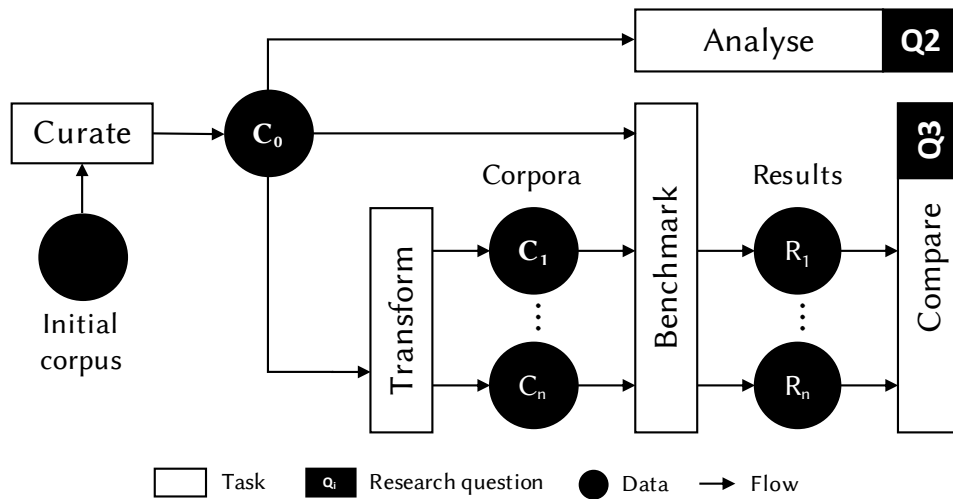 Analyse Q2
Curate
C₀
Q3
Corpora
Results
C₁
R₁
Initial
corpus
Transform
Benchmark
Compare
Cₙ
Rₙ
Task
Qᵢ Research question
Data
Flow